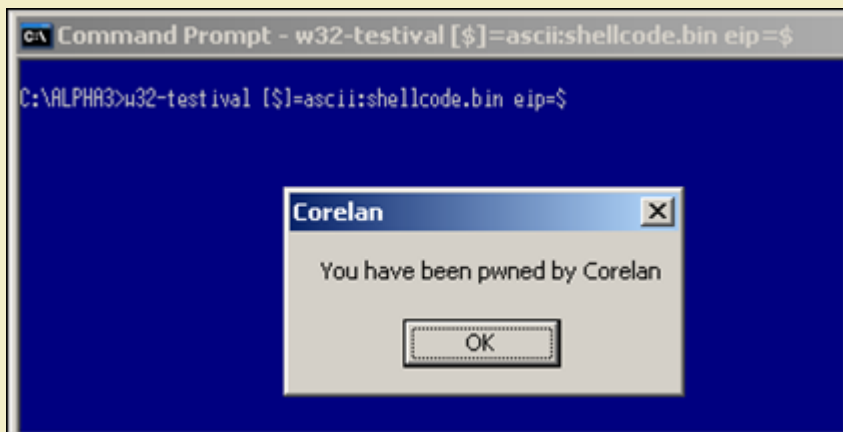 Command Prompt - w32-testival [$]=ascii:shellcode.bin eip=$
C:\ALPHA3>w32-testival [$]=ascii:shellcode.bin eip=$
Corelan
You have been pwned by Corelan
OK